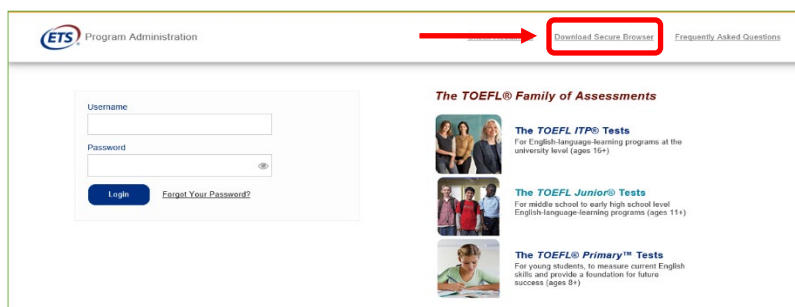 ETS® Program Administration
Download Secure Browser
Frequently Asked Questions
Username
Password
Login
Forgot Your Password?
The TOEFL® Family of Assessments
The TOEFL ITP® Tests
For English-language-learning programs at the
university level (ages 16+)
The TOEFL Junior® Tests
For middle school to early high school level
English-language-learning programs (ages 11+)
The TOEFL® Primary™ Tests
For young students, to measure current English
skills and provide a foundation for future
success (ages 8+)